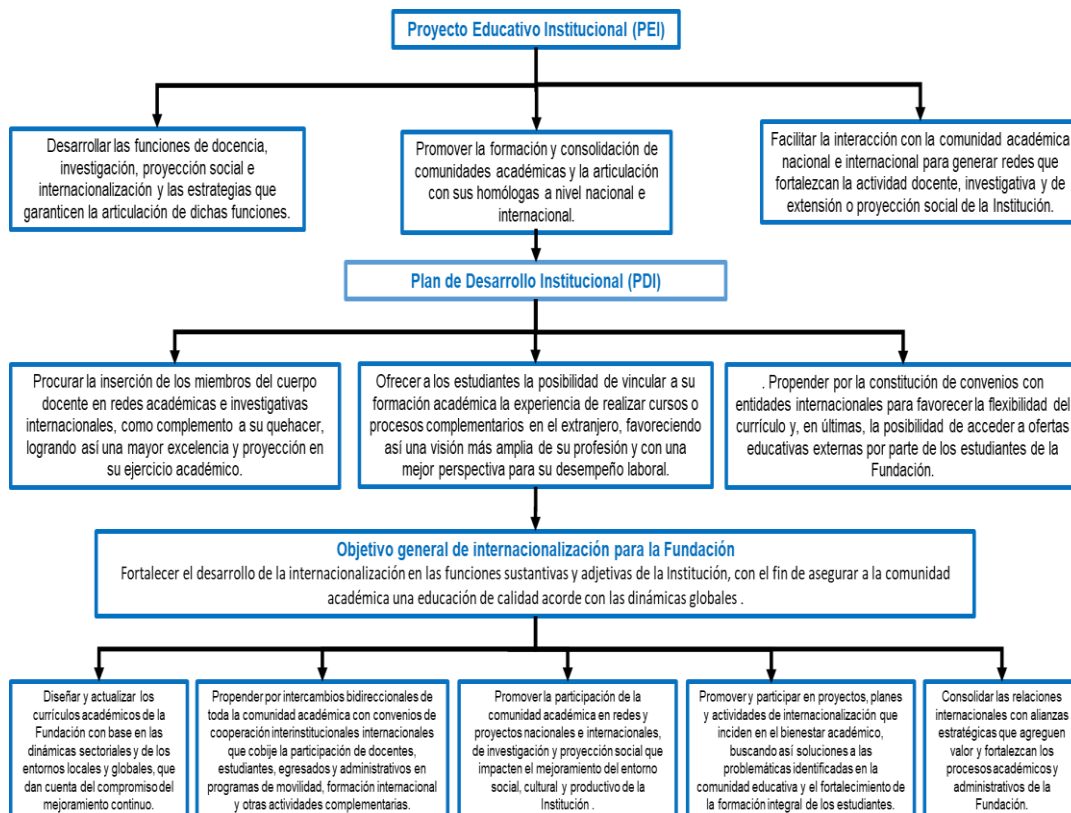 Proyecto Educativo Institucional (PEI)
Desarrollar las funciones de docencia,
investigación, proyección social e
internacionalización y las estrategias que
garanticen la articulación de dichas funciones.
Promover la formación y consolidación de
comunidades académicas y la articulación
con sus homólogas a nivel nacional e
internacional.
Facilitar la interacción con la comunidad académica
nacional e internacional para generar redes que
fortalezcan la actividad docente, investigativa y de
extensión o proyección social de la Institución.
Plan de Desarrollo Institucional (PDI)
Procurar la inserción de los miembros del cuerpo
docente en redes académicas e investigativas
internacionales, como complemento a su quehacer,
logrando así una mayor excelencia y proyección en
su ejercicio académico.
Ofrecer a los estudiantes la posibilidad de vincular a su
formación académica la experiencia de realizar cursos o
procesos complementarios en el extranjero, favoreciendo
así una visión más amplia de su profesión y con una
mejor perspectiva para su desempeño laboral.
. Propender por la constitución de convenios con
entidades internacionales para favorecer la flexibilidad del
currículo y, en últimas, la posibilidad de acceder a ofertas
educativas externas por parte de los estudiantes de la
Fundación.
Objetivo general de internacionalización para la Fundación
Fortalecer el desarrollo de la internacionalización en las funciones sustantivas y adjetivas de la Institución, con el fin de asegurar a la comunidad
académica una educación de calidad acorde con las dinámicas globales .
Diseñar y actualizar los
currículos académicos de la
Fundación con base en las
dinámicas sectoriales y de los
entornos locales y globales, que
dan cuenta del compromiso del
mejoramiento continuo.
Propender por intercambios bidireccionales de
toda la comunidad académica con convenios de
cooperación interinstitucionales internacionales
que cobije la participación de docentes,
estudiantes, egresados y administrativos en
programas de movilidad, formación internacional
y otras actividades complementarias.
Promover la participación de la
comunidad académica en redes y
proyectos nacionales e internacionales,
de investigación y proyección social que
impacten el mejoramiento del entorno
social, cultural y productivo de la
Institución .
Promover y participar en proyectos, planes
y actividades de internacionalización que
inciden en el bienestar académico,
buscando así soluciones a las
problemáticas identificadas en la
comunidad educativa y el fortalecimiento de
la formación integral de los estudiantes.
Consolidar las relaciones
internacionales con alianzas
estratégicas que agreguen
valor y fortalezcan los
procesos académicos y
administrativos de la
Fundación.